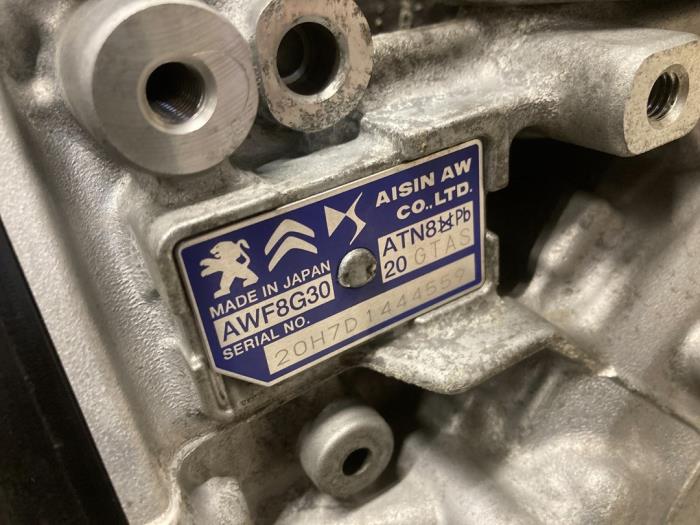 AISIN AW
CO.,LTD.
MADE IN JAPAN
AWF8G30
ATN8 Pb
20 GTAS
SERIAL NO.
20H7D1444559